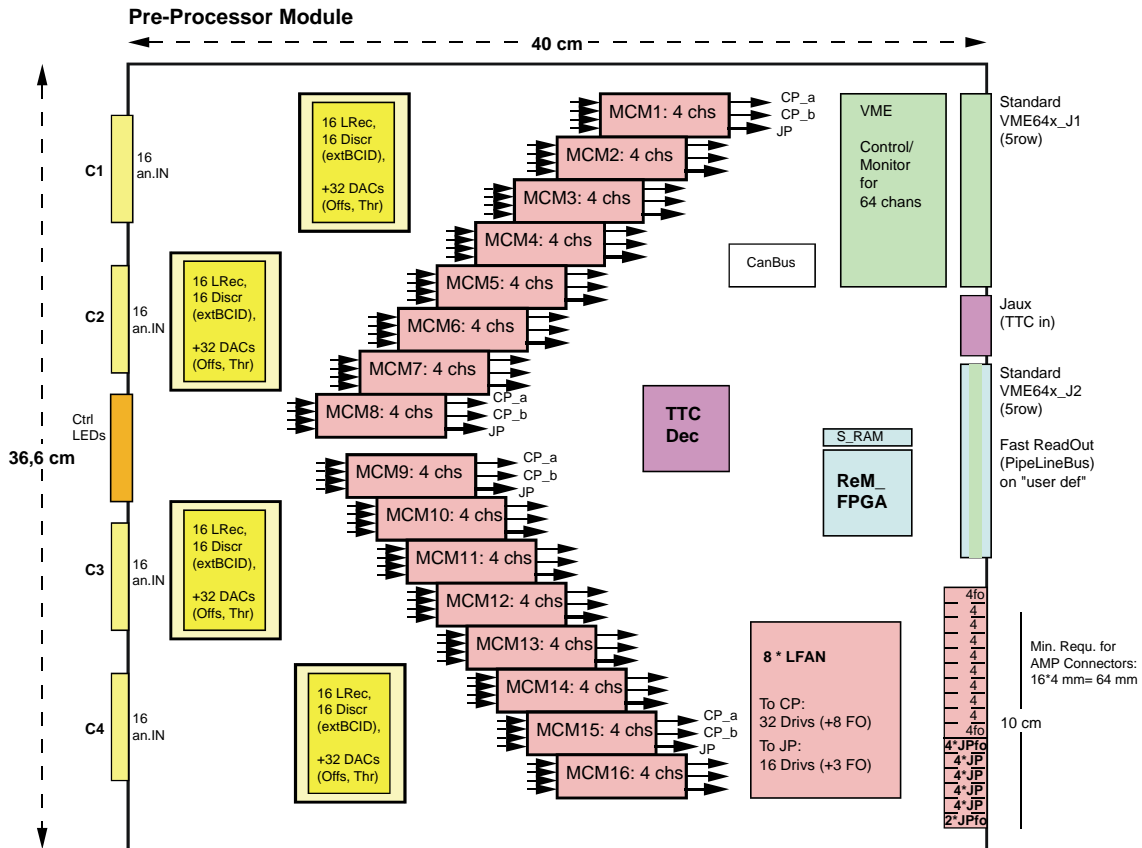 Pre-Processor Module
40 cm
36,6 cm
C1
16
an.IN
16 LRec,
16 Discr
(extBCID),
+32 DACs
(Offs, Thr)
C2
16
an.IN
16 LRec,
16 Discr
(extBCID),
+32 DACs
(Offs, Thr)
Ctrl
LEDs
C3
16
an.IN
16 LRec,
16 Discr
(extBCID),
+32 DACs
(Offs, Thr)
C4
16
an.IN
16 LRec,
16 Discr
(extBCID),
+32 DACs
(Offs, Thr)
MCM1: 4 chs
CP_a
CP_b
JP
MCM2: 4 chs
MCM3: 4 chs
MCM4: 4 chs
MCM5: 4 chs
MCM6: 4 chs
MCM7: 4 chs
MCM8: 4 chs
CP_a
CP_b
JP
MCM9: 4 chs
CP_a
CP_b
JP
MCM10: 4 chs
MCM11: 4 chs
MCM12: 4 chs
MCM13: 4 chs
MCM14: 4 chs
MCM15: 4 chs
CP_a
CP_b
JP
MCM16: 4 chs
VME
Control/
Monitor
for
64 chans
CanBus
TTC
Dec
S_RAM
ReM_
FPGA
8 * LFAN
To CP:
32 Drivs (+8 FO)
To JP:
16 Drivs (+3 FO)
Standard
VME64x_J1
(5row)
Jaux
(TTC in)
Standard
VME64x_J2
(5row)
Fast ReadOut
(PipeLineBus)
on "user def"
4fo
4
4
4
4
4
4
4
4
4fo
4*JPfo
4*JP
4*JP
4*JP
4*JP
2*JPfo
Min. Requ. for
AMP Connectors:
16*4 mm= 64 mm
10 cm